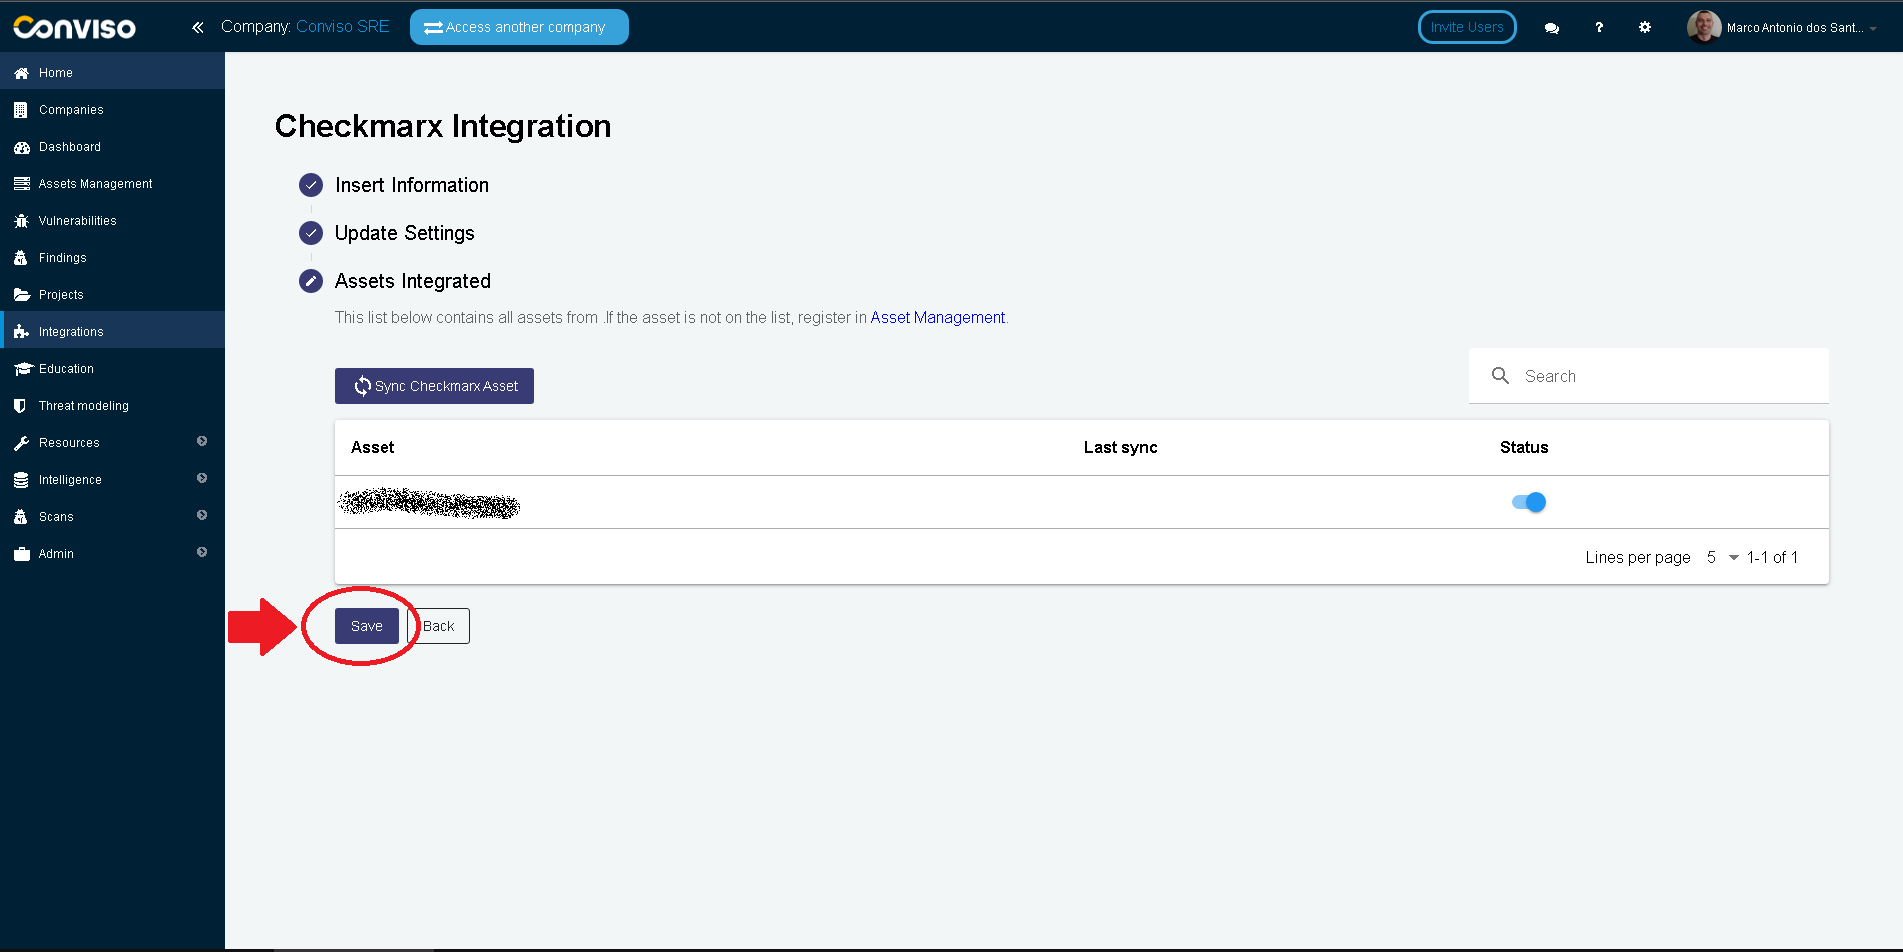 Conviso
Company: Conviso SRE
Access another company
Invite Users
?
Marco Antonio dos Sant...
Home
Companies
Dashboard
Assets Management
Vulnerabilities
Findings
Projects
Integrations
Education
Threat modeling
Resources
Intelligence
Scans
Admin
Checkmarx Integration
Insert Information
Update Settings
Assets Integrated
This list below contains all assets from .If the asset is not on the list, register in Asset Management.
Sync Checkmarx Asset
Search
Asset Last sync Status
Lines per page 5 1-1 of 1
Save Back